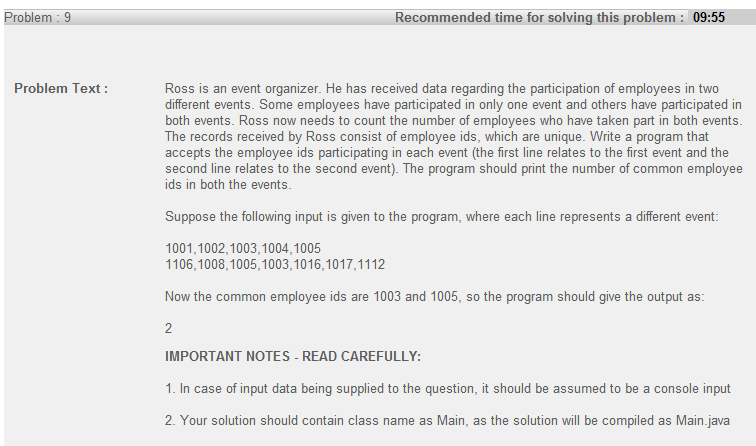 Problem : 9
Recommended time for solving this problem : 09:55
Problem Text :
Ross is an event organizer. He has received data regarding the participation of employees in two
different events. Some employees have participated in only one event and others have participated in
both events. Ross now needs to count the number of employees who have taken part in both events.
The records received by Ross consist of employee ids, which are unique. Write a program that
accepts the employee ids participating in each event (the first line relates to the first event and the
second line relates to the second event). The program should print the number of common employee
ids in both the events.
Suppose the following input is given to the program, where each line represents a different event:
1001,1002,1003,1004,1005
1106,1008,1005,1003,1016,1017,1112
Now the common employee ids are 1003 and 1005, so the program should give the output as:
2
IMPORTANT NOTES - READ CAREFULLY:
1. In case of input data being supplied to the question, it should be assumed to be a console input
2. Your solution should contain class name as Main, as the solution will be compiled as Main.java